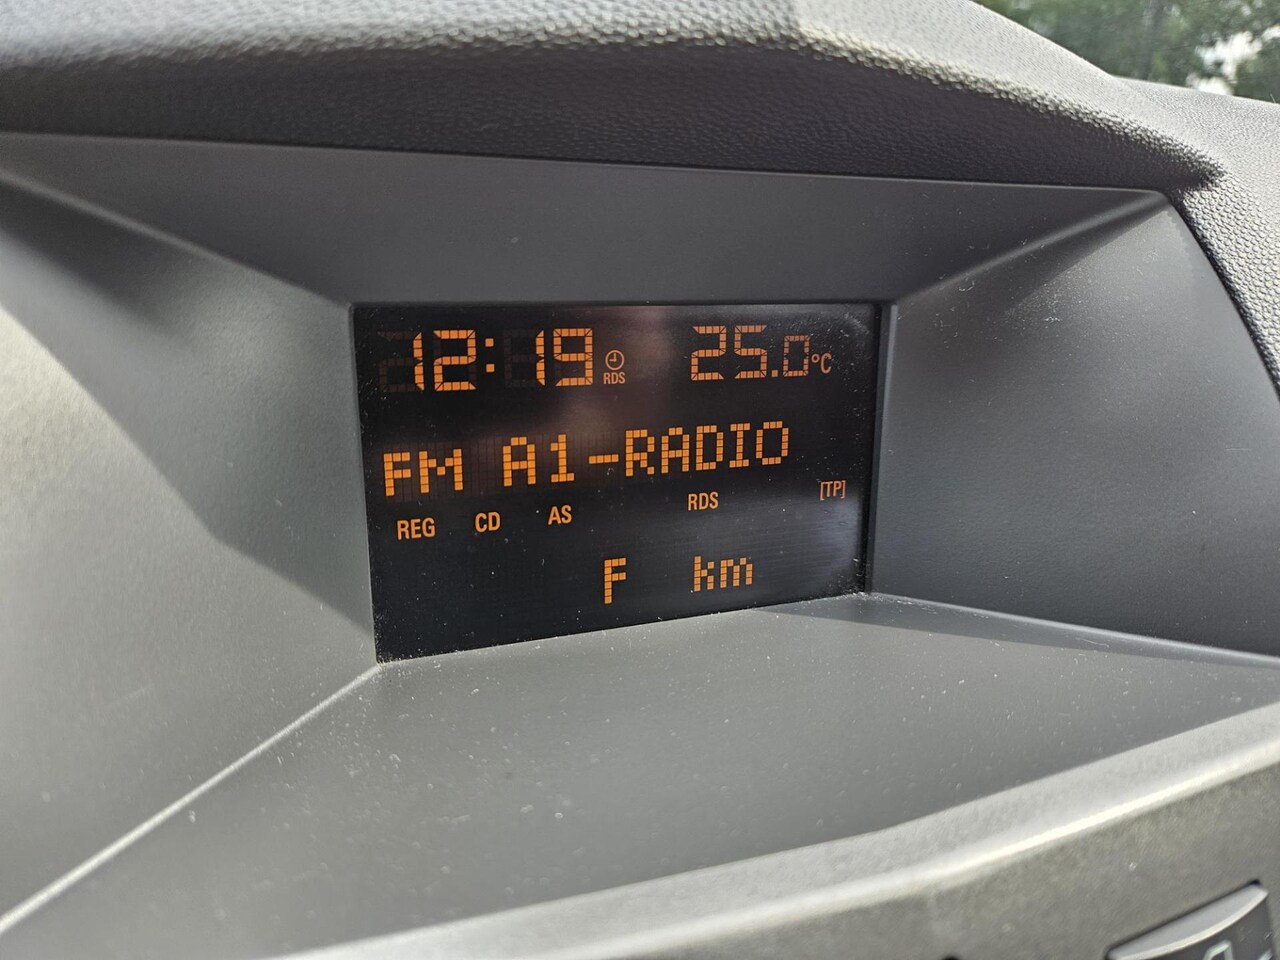 12:19 RDS 25.0°C
FM A1-RADIO
REG CD AS RDS [TP]
F km